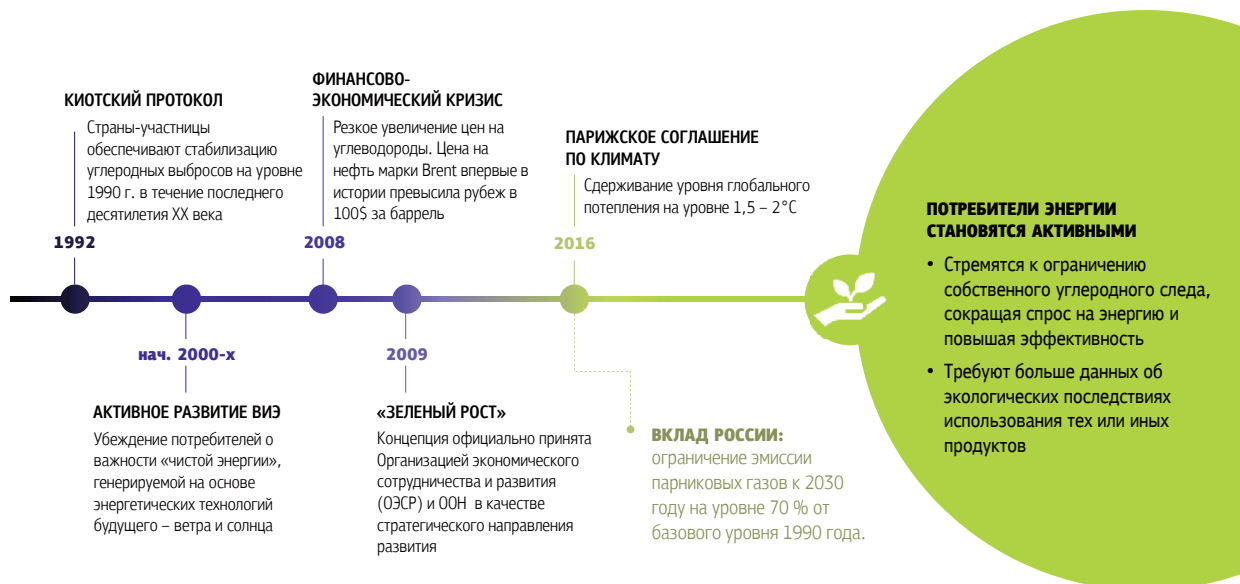 КИОТСКИЙ ПРОТОКОЛ
Страны-участницы
обеспечивают стабилизацию
углеродных выбросов на уровне
1990 г. в течение последнего
десятилетия XX века
1992
нач. 2000-х
АКТИВНОЕ РАЗВИТИЕ ВИЭ
Убеждение потребителей о
важности «чистой энергии»,
генерируемой на основе
энергетических технологий
будущего – ветра и солнца
ФИНАНСОВО-
ЭКОНОМИЧЕСКИЙ КРИЗИС
Резкое увеличение цен на
углеводороды. Цена на
нефть марки Brent впервые в
истории превысила рубеж в
100$ за баррель
2008
2009
«ЗЕЛЕНЫЙ РОСТ»
Концепция официально принята
Организацией экономического
сотрудничества и развития
(ОЭСР) и ООН в качестве
стратегического направления
развития
ПАРИЖСКОЕ СОГЛАШЕНИЕ
ПО КЛИМАТУ
Сдерживание уровня глобального
потепления на уровне 1,5 – 2°C
2016
ВКЛАД РОССИИ:
ограничение эмиссии
парниковых газов к 2030
году на уровне 70 % от
базового уровня 1990 года.
ПОТРЕБИТЕЛИ ЭНЕРГИИ
СТАНОВЯТСЯ АКТИВНЫМИ
• Стремятся к ограничению
собственного углеродного следа,
сокращая спрос на энергию и
повышая эффективность
• Требуют больше данных об
экологических последствиях
использования тех или иных
продуктов